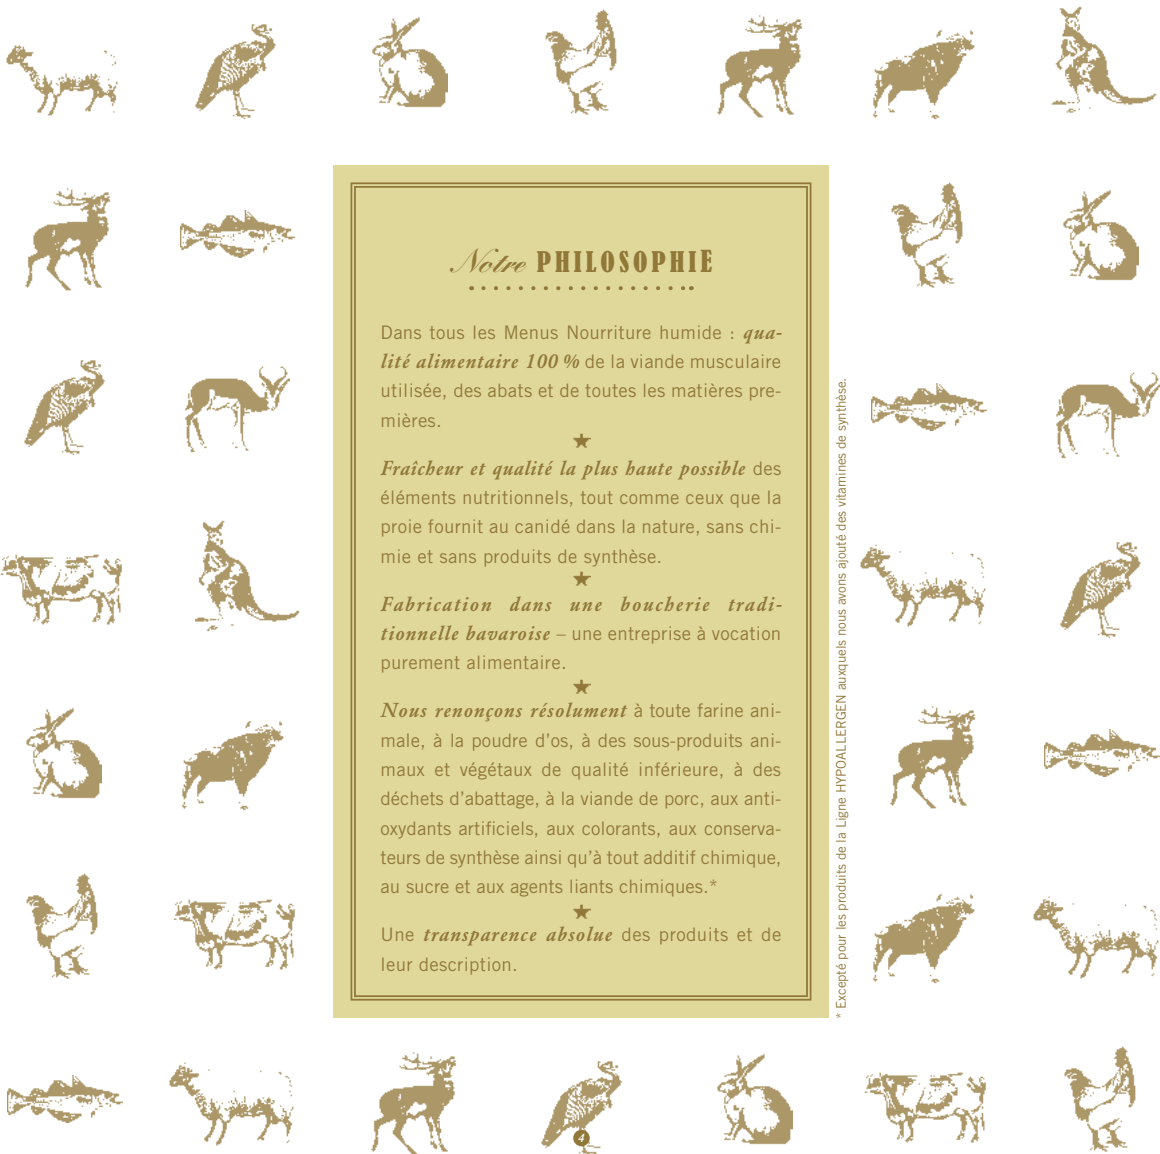 Notre PHILOSOPHIE
Dans tous les Menus Nourriture humide : qua-
lité alimentaire 100 % de la viande musculaire
utilisée, des abats et de toutes les matières pre-
mières.
Fraîcheur et qualité la plus haute possible des
éléments nutritionnels, tout comme ceux que la
proie fournit au canidé dans la nature, sans chi-
mie et sans produits de synthèse.
Fabrication dans une boucherie tradi-
tionnelle bavaroise – une entreprise à vocation
purement alimentaire.
Nous renonçons résolument à toute farine ani-
male, à la poudre d’os, à des sous-produits ani-
maux et végétaux de qualité inférieure, à des
déchets d’abattage, à la viande de porc, aux anti-
oxydants artificiels, aux colorants, aux conserva-
teurs de synthèse ainsi qu’à tout additif chimique,
au sucre et aux agents liants chimiques.*
Une transparence absolue des produits et de
leur description.
* Excepté pour les produits de la Ligne HYPOALLERGEN auxquels nous avons ajouté des vitamines de synthèse.
4